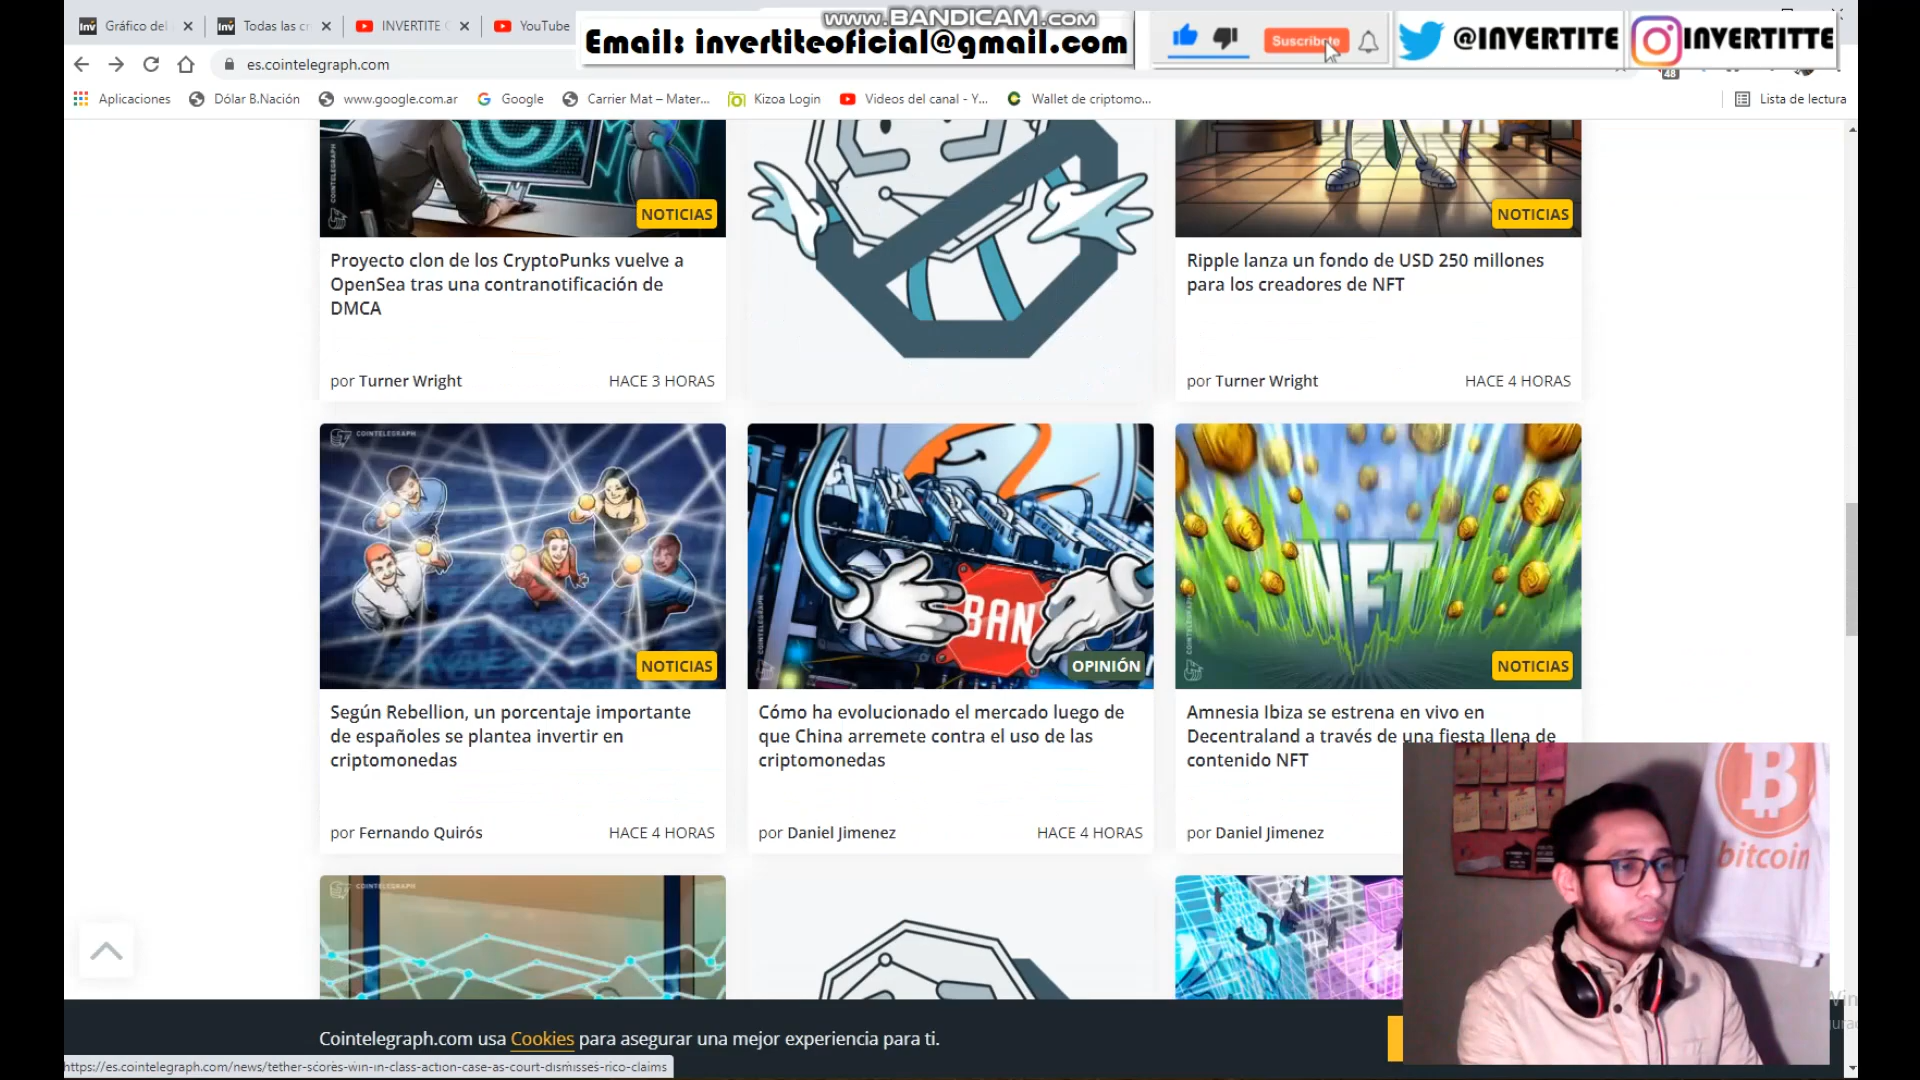 www.BANDICAM.com
Gráfico del
Todas las cr
INVERTITE C
YouTube
Email: invertiteoficial@gmail.com
Suscribete
@INVERTITE
INVERTITTE
es.cointelegraph.com
48
Aplicaciones
Dólar B.Nación
www.google.com.ar
Google
Carrier Mat – Mater...
Kizoa Login
Videos del canal - Y...
Wallet de criptomo...
Lista de lectura
NOTICIAS
NOTICIAS
Proyecto clon de los CryptoPunks vuelve a
OpenSea tras una contranotificación de
DMCA
por Turner Wright
HACE 3 HORAS
Ripple lanza un fondo de USD 250 millones
para los creadores de NFT
por Turner Wright
HACE 4 HORAS
COINTELEGRAPH
NOTICIAS
Según Rebellion, un porcentaje importante
de españoles se plantea invertir en
criptomonedas
por Fernando Quirós
HACE 4 HORAS
BAN
OPINIÓN
Cómo ha evolucionado el mercado luego de
que China arremete contra el uso de las
criptomonedas
por Daniel Jimenez
HACE 4 HORAS
NFT
NOTICIAS
Amnesia Ibiza se estrena en vivo en
Decentraland a través de una fiesta llena de
contenido NFT
por Daniel Jimenez
bitcoin
COINTELEGRAPH
Cointelegraph.com usa Cookies para asegurar una mejor experiencia para ti.
https://es.cointelegraph.com/news/tether-scores-win-in-class-action-case-as-court-dismisses-rico-claims